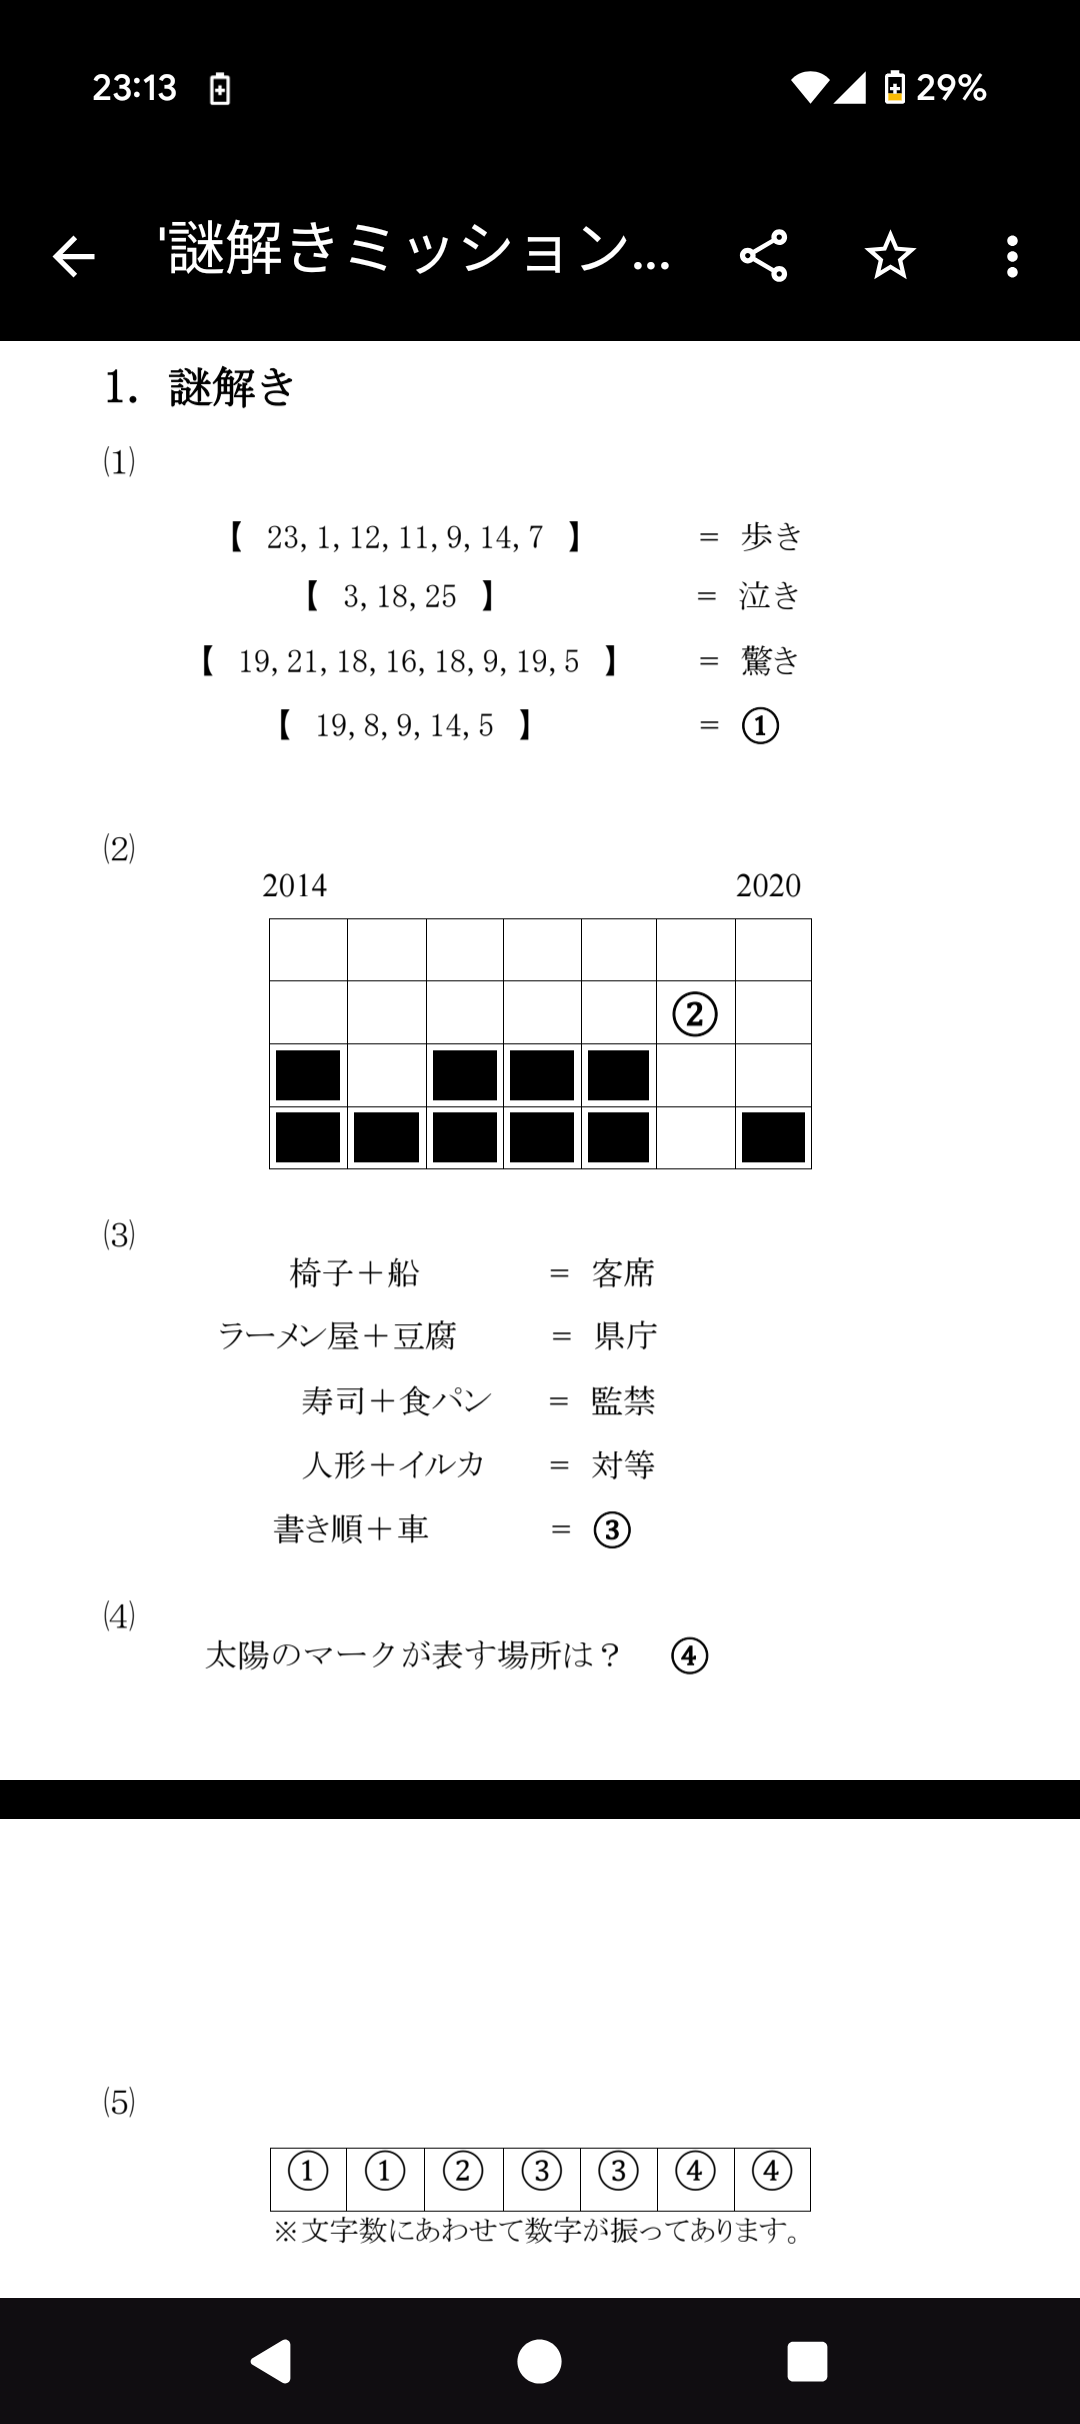 23:13 29%
'謎解きミッション...
1. 謎解き
(1)
【 23, 1, 12, 11, 9, 14, 7 】 = 歩き
【 3, 18, 25 】 = 泣き
【 19, 21, 18, 16, 18, 9, 19, 5 】 = 驚き
【 19, 8, 9, 14, 5 】 = ①
(2)
2014 2020
②
(3)
椅子＋船 = 客席
ラーメン屋＋豆腐 = 県庁
寿司＋食パン = 監禁
人形＋イルカ = 対等
書き順＋車 = ③
(4)
太陽のマークが表す場所は？ ④
(5)
① ① ② ③ ③ ④ ④
※文字数にあわせて数字が振ってあります。